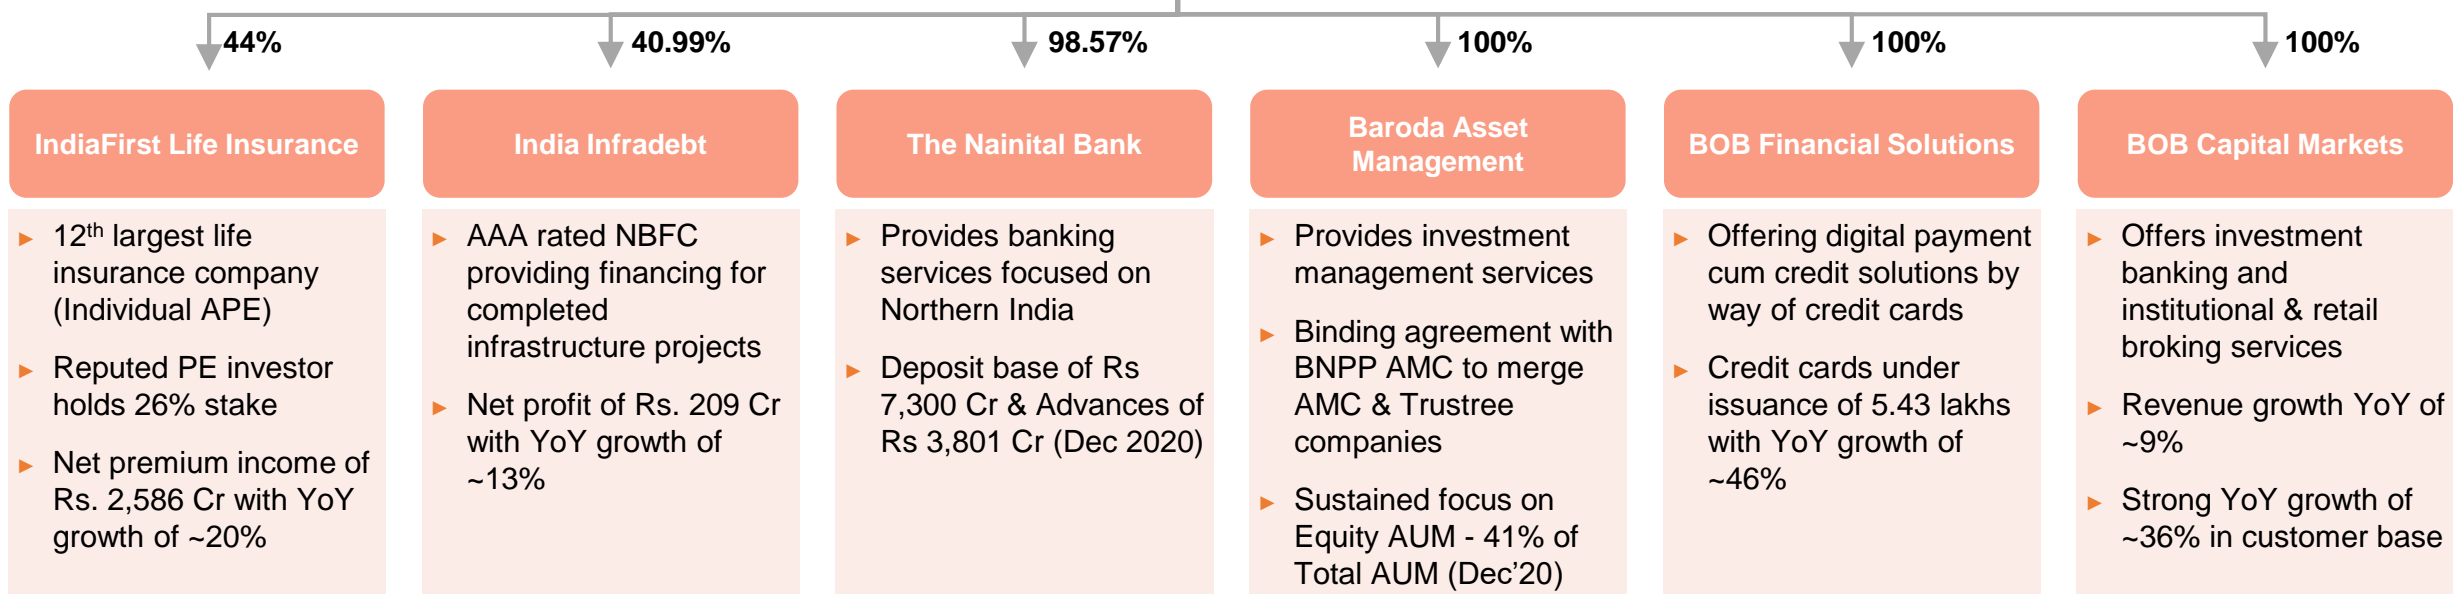 44%
40.99%
98.57%
100%
100%
100%
IndiaFirst Life Insurance
India Infradebt
The Nainital Bank
Baroda Asset
Management
BOB Financial Solutions
BOB Capital Markets
► 12th largest life
insurance company
(Individual APE)
► Reputed PE investor
holds 26% stake
► Net premium income of
Rs. 2,586 Cr with YoY
growth of ~20%
► AAA rated NBFC
providing financing for
completed
infrastructure projects
► Net profit of Rs. 209 Cr
with YoY growth of
~13%
► Provides banking
services focused on
Northern India
► Deposit base of Rs
7,300 Cr & Advances of
Rs 3,801 Cr (Dec 2020)
► Provides investment
management services
► Binding agreement with
BNPP AMC to merge
AMC & Trustree
companies
► Sustained focus on
Equity AUM - 41% of
Total AUM (Dec’20)
► Offering digital payment
cum credit solutions by
way of credit cards
► Credit cards under
issuance of 5.43 lakhs
with YoY growth of
~46%
► Offers investment
banking and
institutional & retail
broking services
► Revenue growth YoY of
~9%
► Strong YoY growth of
~36% in customer base